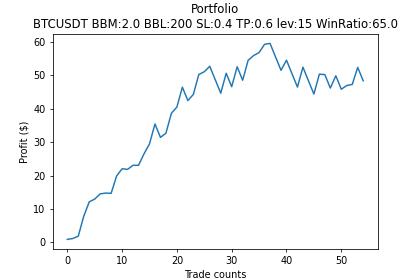 Portfolio
BTCUSDT BBM:2.0 BBL:200 SL:0.4 TP:0.6 lev:15 WinRatio:65.0
60
50
40
30
20
10
0
Profit ($)
0 10 20 30 40 50
Trade counts